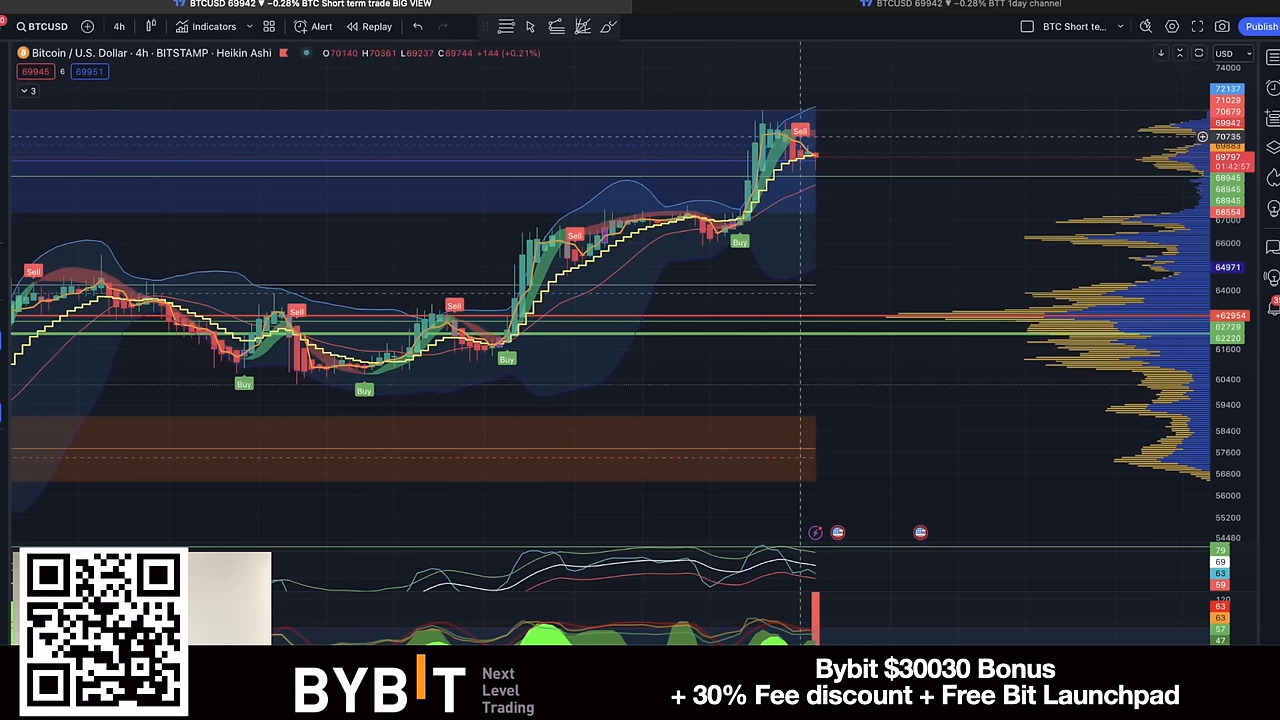 BTCUSD 69942 ▼ −0.28% BTC Short term trade BIG VIEW
BTCUSD 69942 ▼ −0.28% BTT 1day channel
BTCUSD
4h
Indicators
Alert
Replay
BTC Short te...
Publish
Bitcoin / U.S. Dollar · 4h · BITSTAMP · Heikin Ashi
O70140 H70361 L69237 C69744 +144 (+0.21%)
USD
69945 6 69951
3
74000
72137
71029
70679
69942
70735
69883
69797
01:42:57
68945
68945
68945
68554
67000
66000
64971
64000
+62954
62729
62220
61600
60400
59400
58400
57600
56800
56000
55200
54480
Sell
Sell
Sell
Sell
Sell
Buy
Buy
Buy
Buy
79
69
63
59
120
63
63
57
47
BYBIT
Next
Level
Trading
Bybit $30030 Bonus
+ 30% Fee discount + Free Bit Launchpad